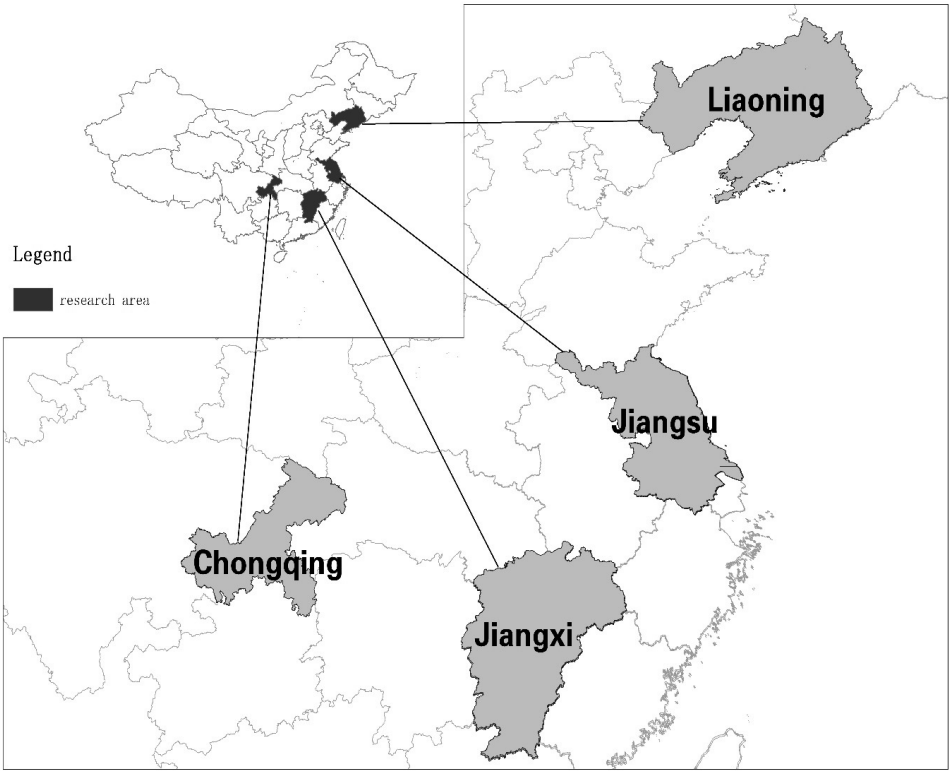 Liaoning
Legend
research area
Jiangsu
Chongqing
Jiangxi